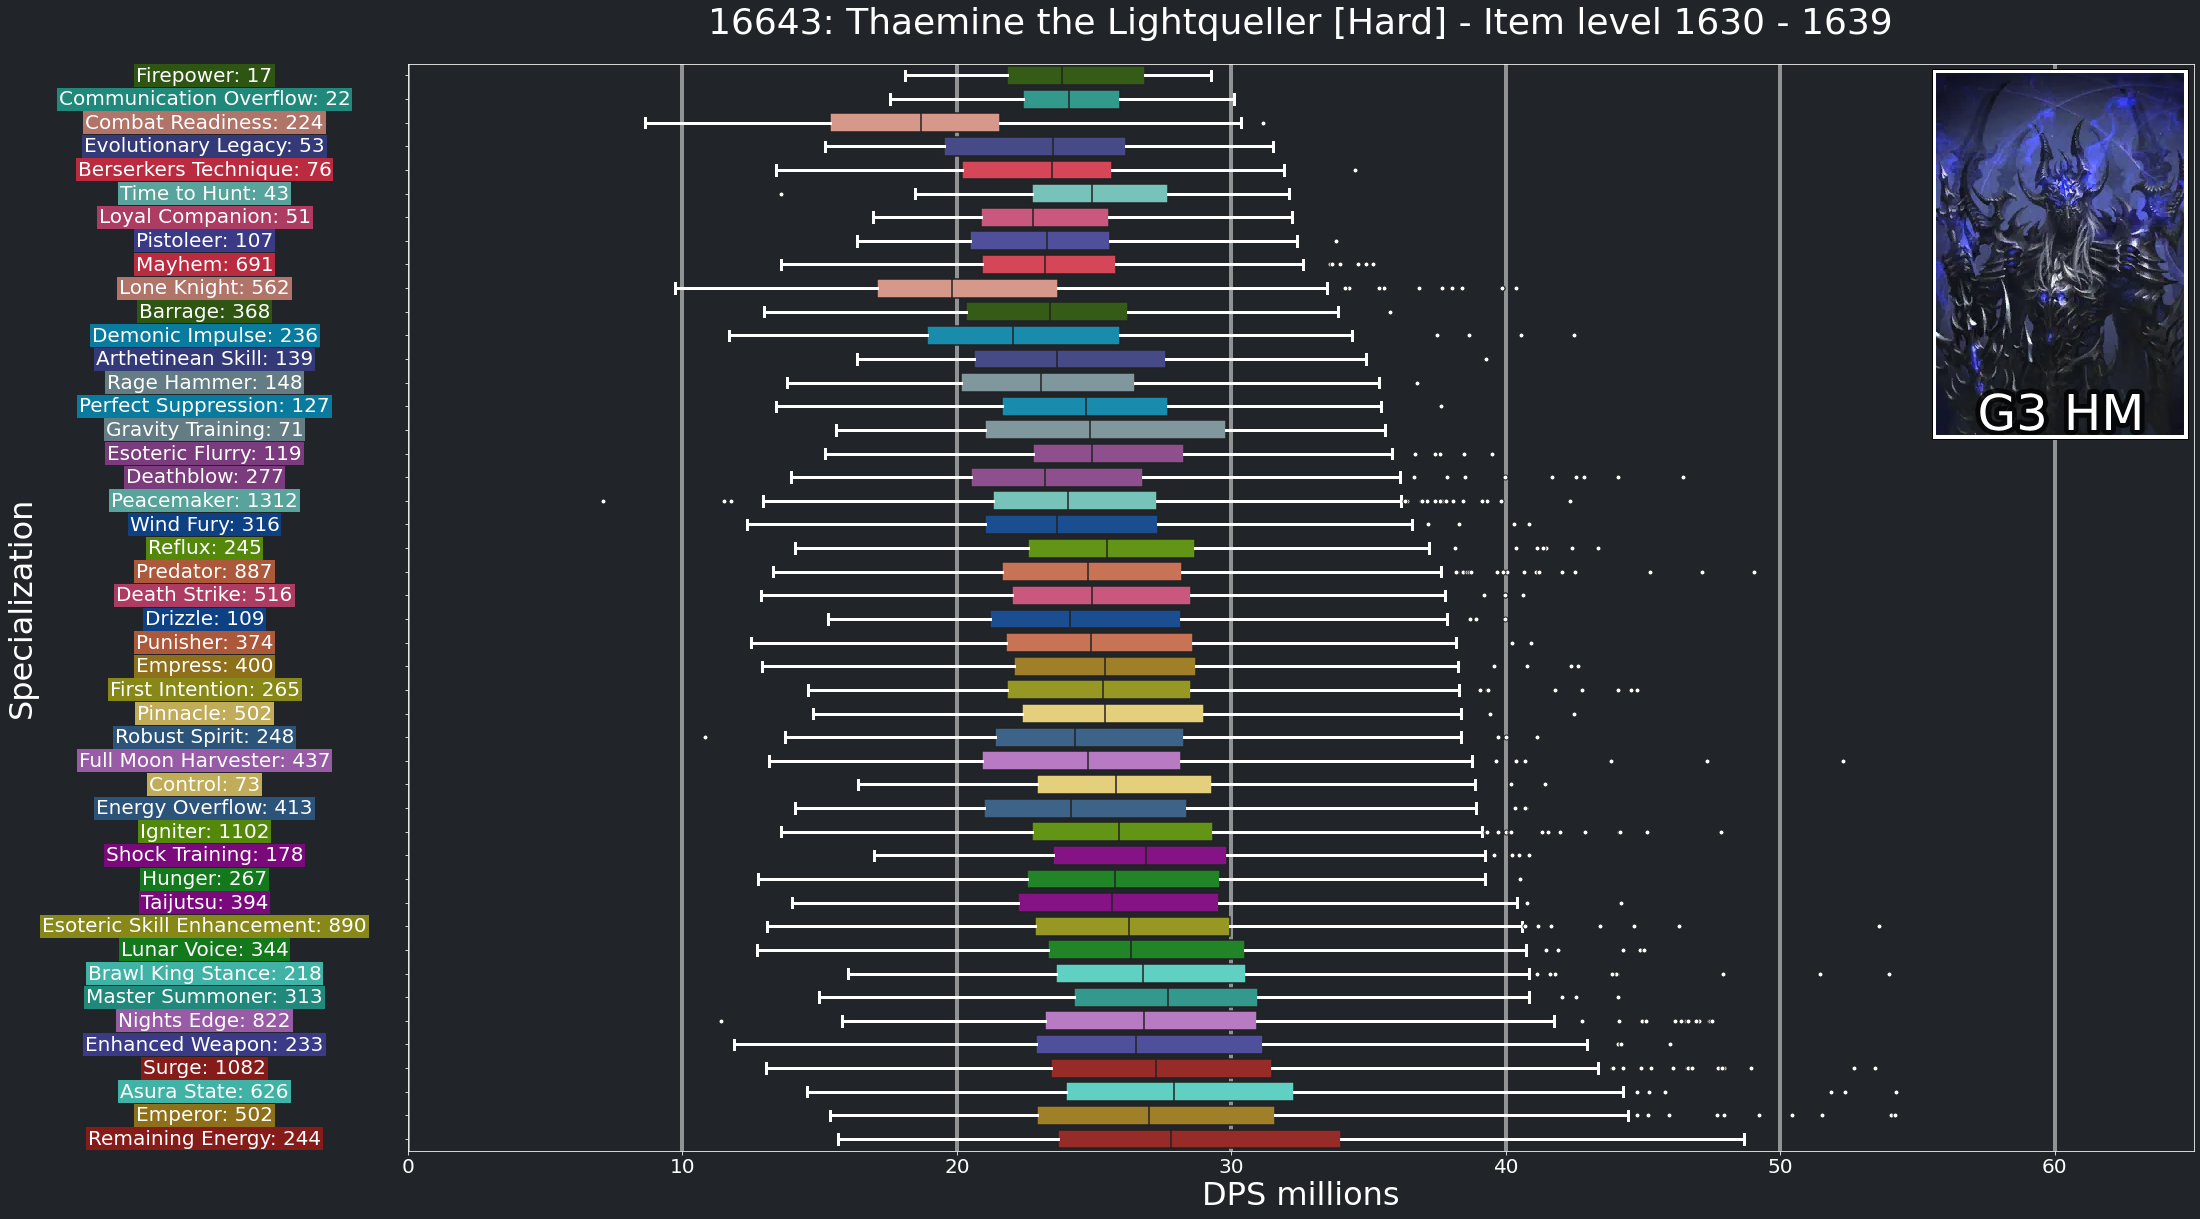 16643: Thaemine the Lightqueller [Hard] - Item level 1630 - 1639
Firepower: 17
Communication Overflow: 22
Combat Readiness: 224
Evolutionary Legacy: 53
Berserkers Technique: 76
Time to Hunt: 43
Loyal Companion: 51
Pistoleer: 107
Mayhem: 691
Lone Knight: 562
Barrage: 368
Demonic Impulse: 236
Arthetinean Skill: 139
Rage Hammer: 148
Perfect Suppression: 127
Gravity Training: 71
Esoteric Flurry: 119
Deathblow: 277
Peacemaker: 1312
Wind Fury: 316
Reflux: 245
Predator: 887
Death Strike: 516
Drizzle: 109
Punisher: 374
Empress: 400
First Intention: 265
Pinnacle: 502
Robust Spirit: 248
Full Moon Harvester: 437
Control: 73
Energy Overflow: 413
Igniter: 1102
Shock Training: 178
Hunger: 267
Taijutsu: 394
Esoteric Skill Enhancement: 890
Lunar Voice: 344
Brawl King Stance: 218
Master Summoner: 313
Nights Edge: 822
Enhanced Weapon: 233
Surge: 1082
Asura State: 626
Emperor: 502
Remaining Energy: 244
Specialization
G3 HM
0 10 20 30 40 50 60
DPS millions